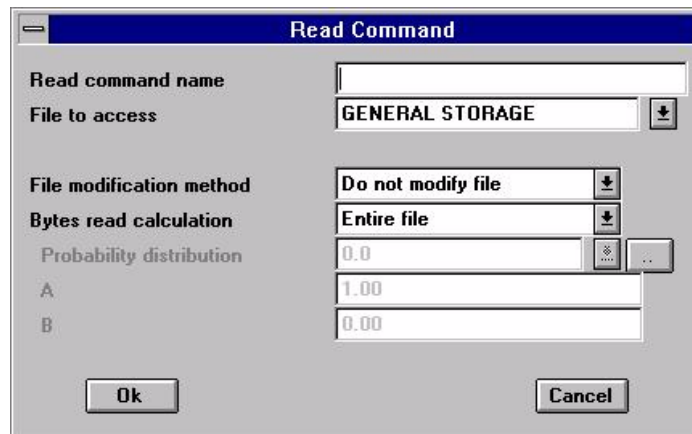 Read Command
Read command name
File to access GENERAL STORAGE
File modification method Do not modify file
Bytes read calculation Entire file
Probability distribution 0.0 ..
A 1.00
B 0.00
Ok Cancel